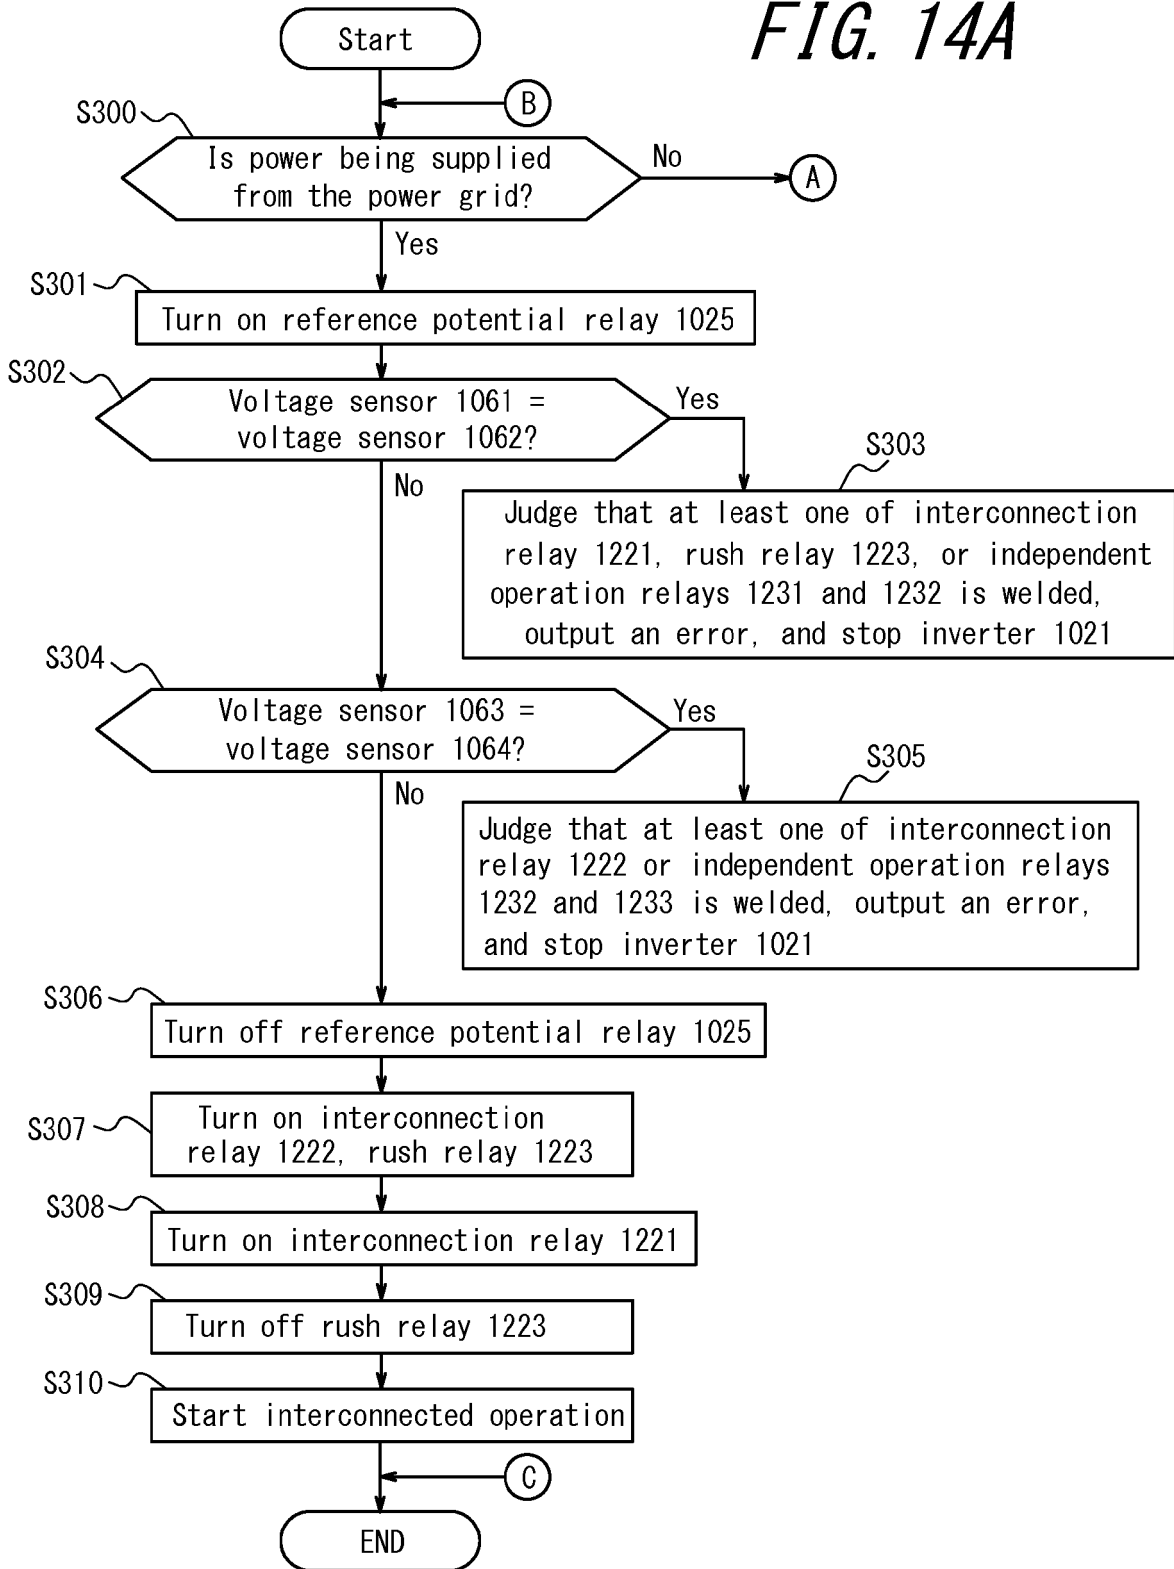 FIG. 14A
Start
B
S300
Is power being supplied
from the power grid?
No
A
Yes
S301
Turn on reference potential relay 1025
S302
Voltage sensor 1061 =
voltage sensor 1062?
Yes
No
S303
Judge that at least one of interconnection
relay 1221, rush relay 1223, or independent
operation relays 1231 and 1232 is welded,
output an error, and stop inverter 1021
S304
Voltage sensor 1063 =
voltage sensor 1064?
Yes
No
S305
Judge that at least one of interconnection
relay 1222 or independent operation relays
1232 and 1233 is welded, output an error,
and stop inverter 1021
S306
Turn off reference potential relay 1025
S307
Turn on interconnection
relay 1222, rush relay 1223
S308
Turn on interconnection relay 1221
S309
Turn off rush relay 1223
S310
Start interconnected operation
C
END